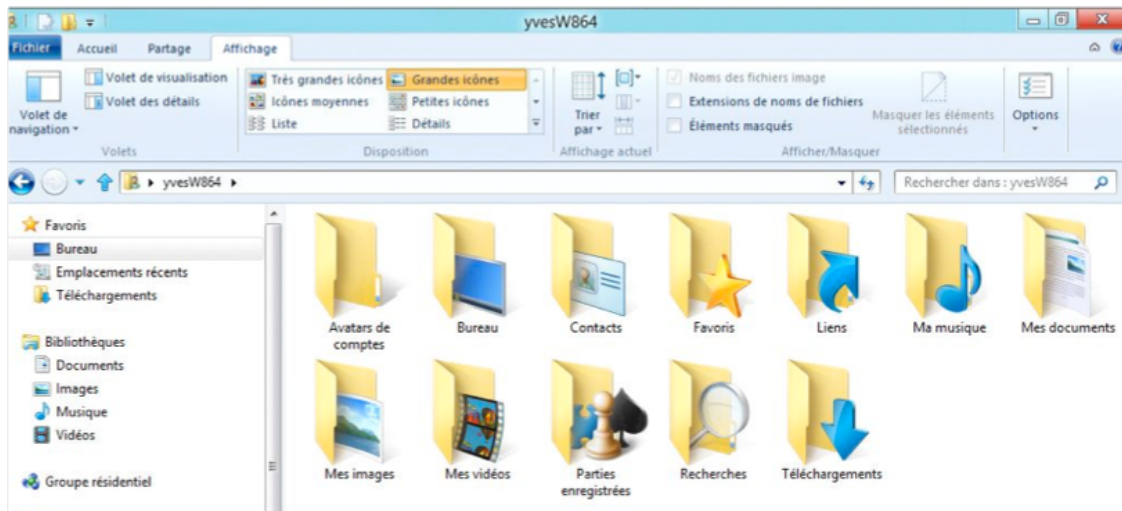 yvesW864
Fichier Accueil Partage Affichage
Volet de navigation
Volet de visualisation
Volet des détails
Volets
Très grandes icônes Grandes icônes
Icônes moyennes Petites icônes
Liste Détails
Disposition
Trier par
Affichage actuel
Noms des fichiers image
Extensions de noms de fichiers
Éléments masqués
Masquer les éléments sélectionnés
Afficher/Masquer
Options
yvesW864
Rechercher dans : yvesW864
Favoris
Bureau
Emplacements récents
Téléchargements
Bibliothèques
Documents
Images
Musique
Vidéos
Groupe résidentiel
Avatars de comptes
Bureau
Contacts
Favoris
Liens
Ma musique
Mes documents
Mes images
Mes vidéos
Parties enregistrées
Recherches
Téléchargements